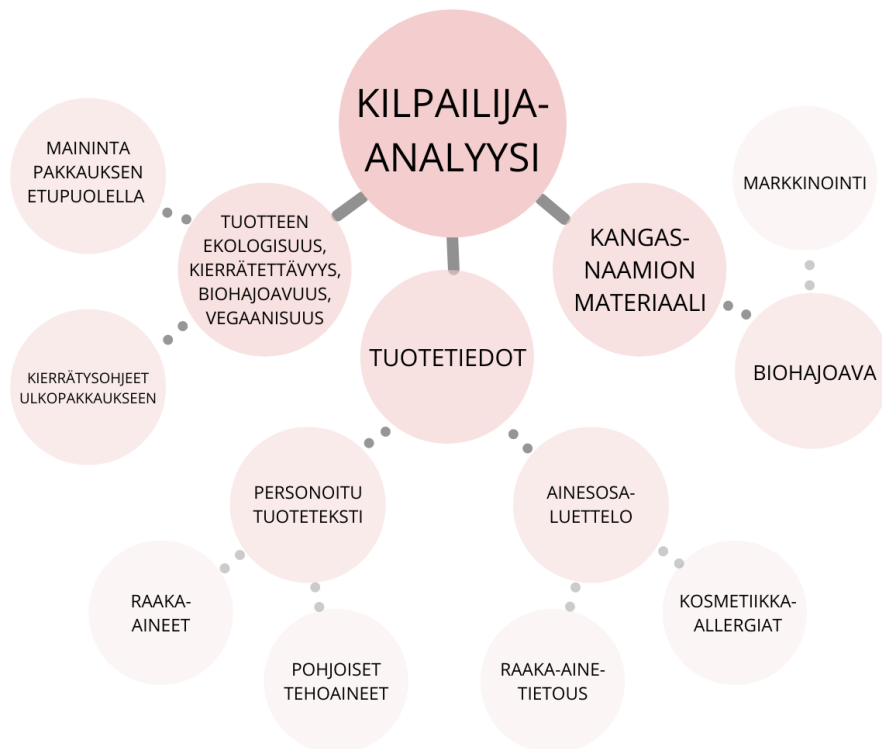 KILPAILIJA-
ANALYYSI
MAININTA
PAKKAUKSEN
ETUPUOLELLA
TUOTTEEN
EKOLOGISUUS,
KIERRÄTETTÄVYYS,
BIOHAJOAVUUS,
VEGAANISUUS
KIERRÄTYSOHJEET
ULKOPAKKAUKSEEN
TUOTETIEDOT
KANGAS-
NAAMION
MATERIAALI
MARKKINOINTI
BIOHAJOAVA
PERSONOITU
TUOTETEKSTI
RAAKA-
AINEET
POHJOISET
TEHOAINEET
AINESOSA-
LUETTELO
RAAKA-AINE-
TIETOUS
KOSMETIIKKA-
ALLERGIAT